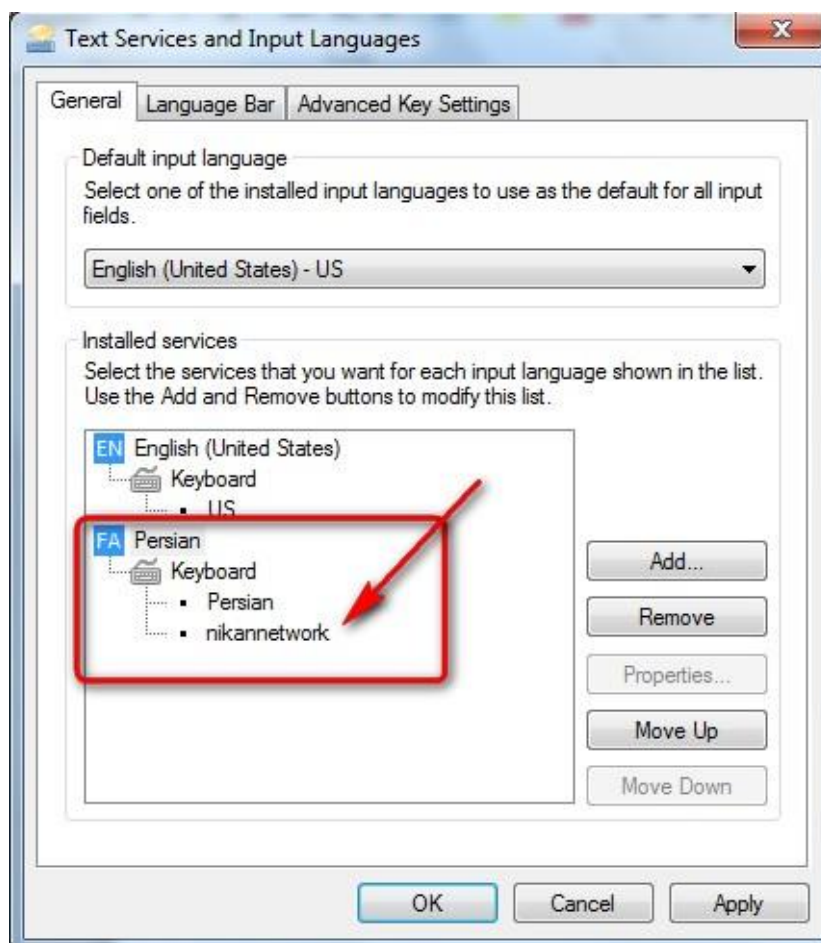 Text Services and Input Languages
General
Language Bar
Advanced Key Settings
Default input language
Select one of the installed input languages to use as the default for all input
fields.
English (United States) - US
Installed services
Select the services that you want for each input language shown in the list.
Use the Add and Remove buttons to modify this list.
EN English (United States)
Keyboard
US
FA Persian
Keyboard
Persian
nikannetwork
Add...
Remove
Properties...
Move Up
Move Down
OK
Cancel
Apply